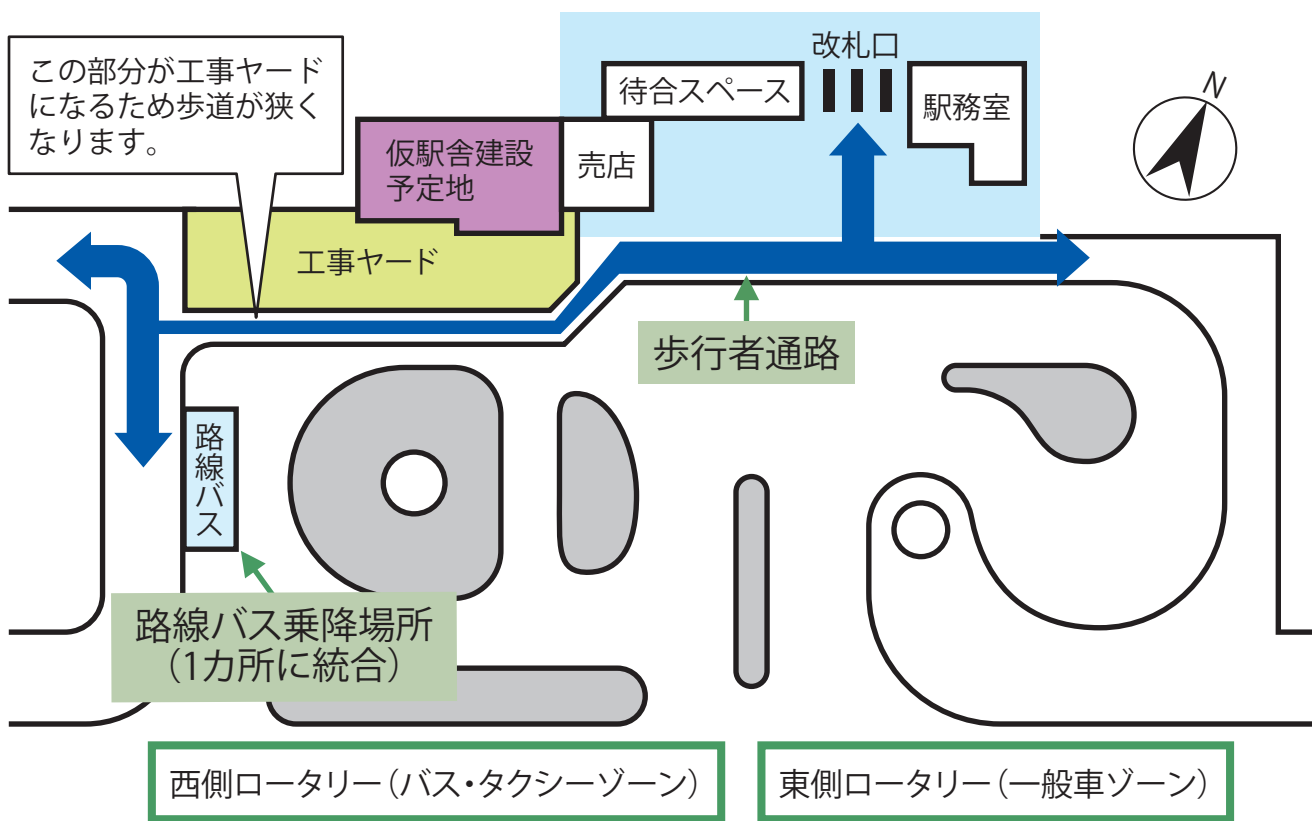 この部分が工事ヤード
になるため歩道が狭く
なります。
改札口
待合スペース
駅務室
N
仮駅舎建設
予定地
売店
工事ヤード
歩行者通路
路線バス
路線バス乗降場所
(1カ所に統合)
西側ロータリー(バス・タクシーゾーン)
東側ロータリー(一般車ゾーン)